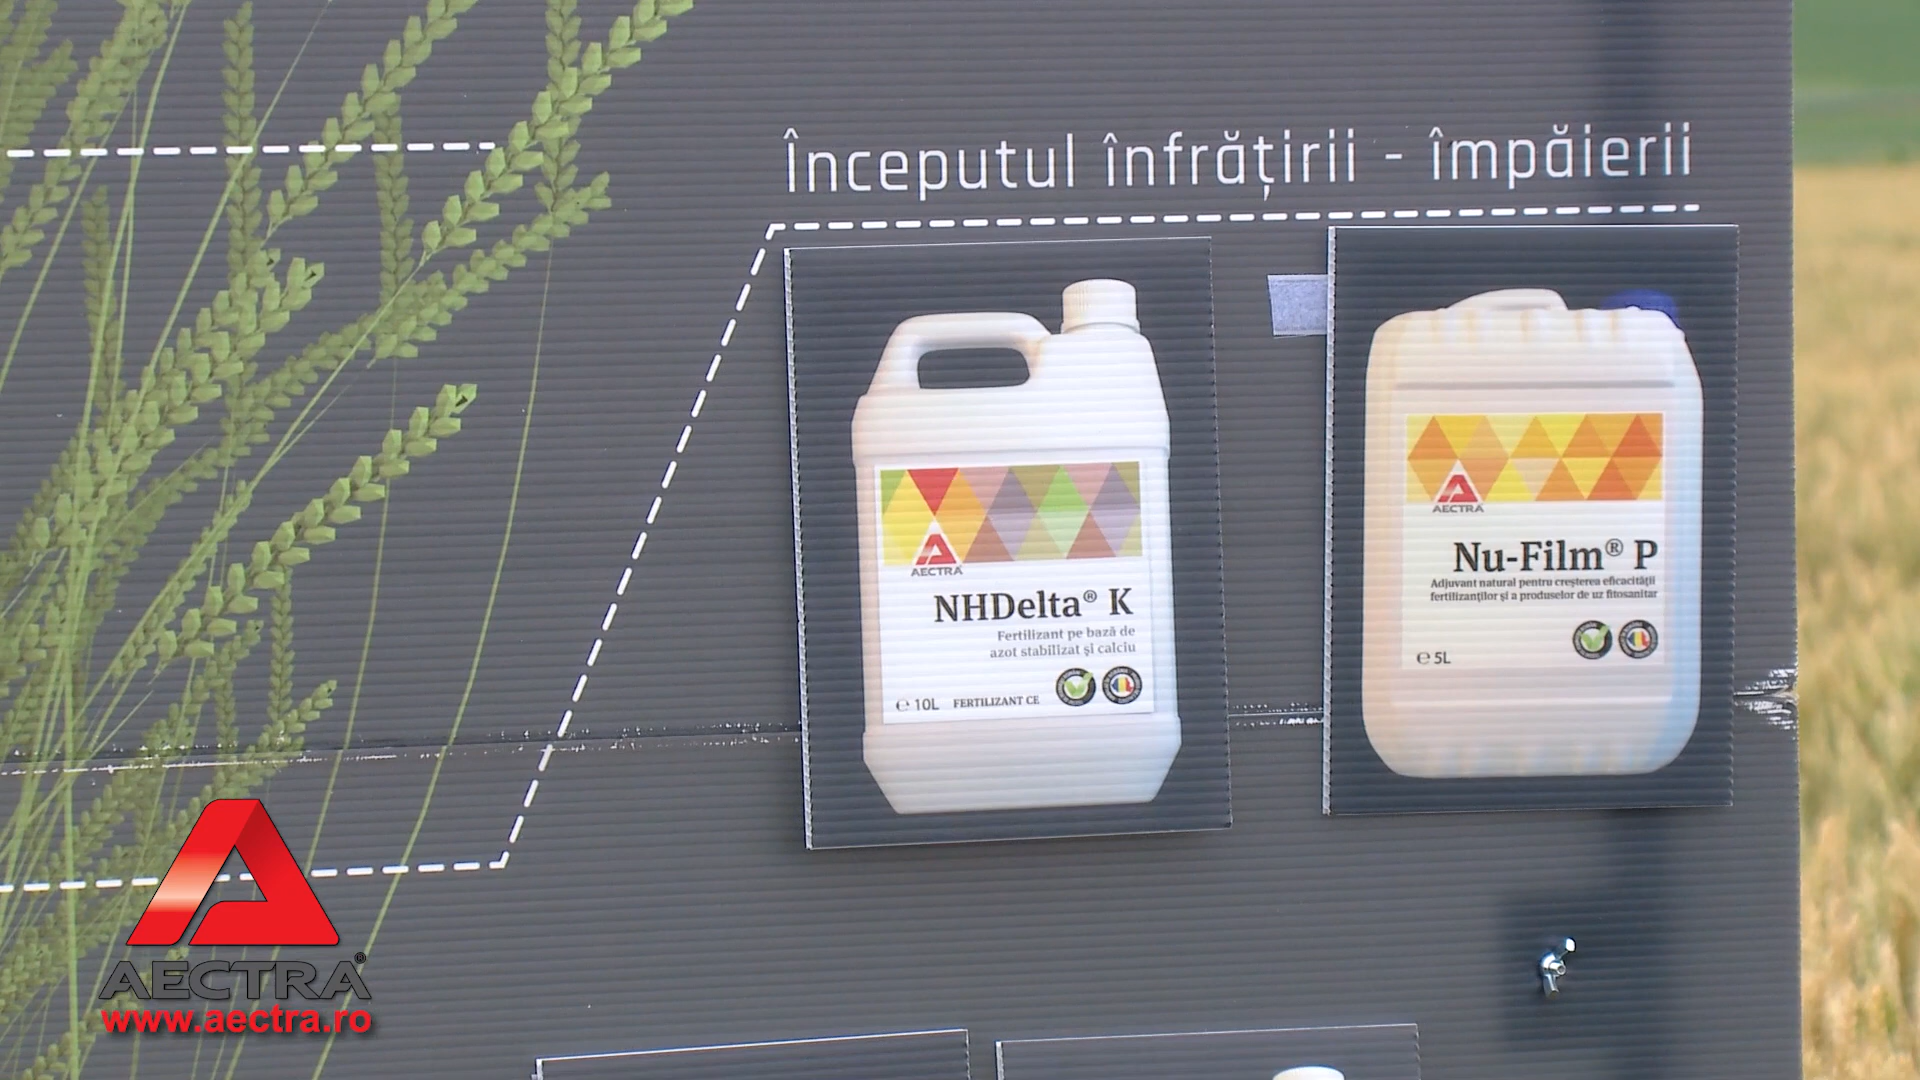 Începutul înfrățirii - împăierii
AECTRA
NHDelta® K
Fertilizant pe bază de
azot stabilizat și calciu
℮ 10L FERTILIZANT CE
AECTRA
Nu-Film® P
Adjuvant natural pentru creșterea eficacității
fertilizanților și a produselor de uz fitosanitar
℮ 5L
AECTRA®
www.aectra.ro